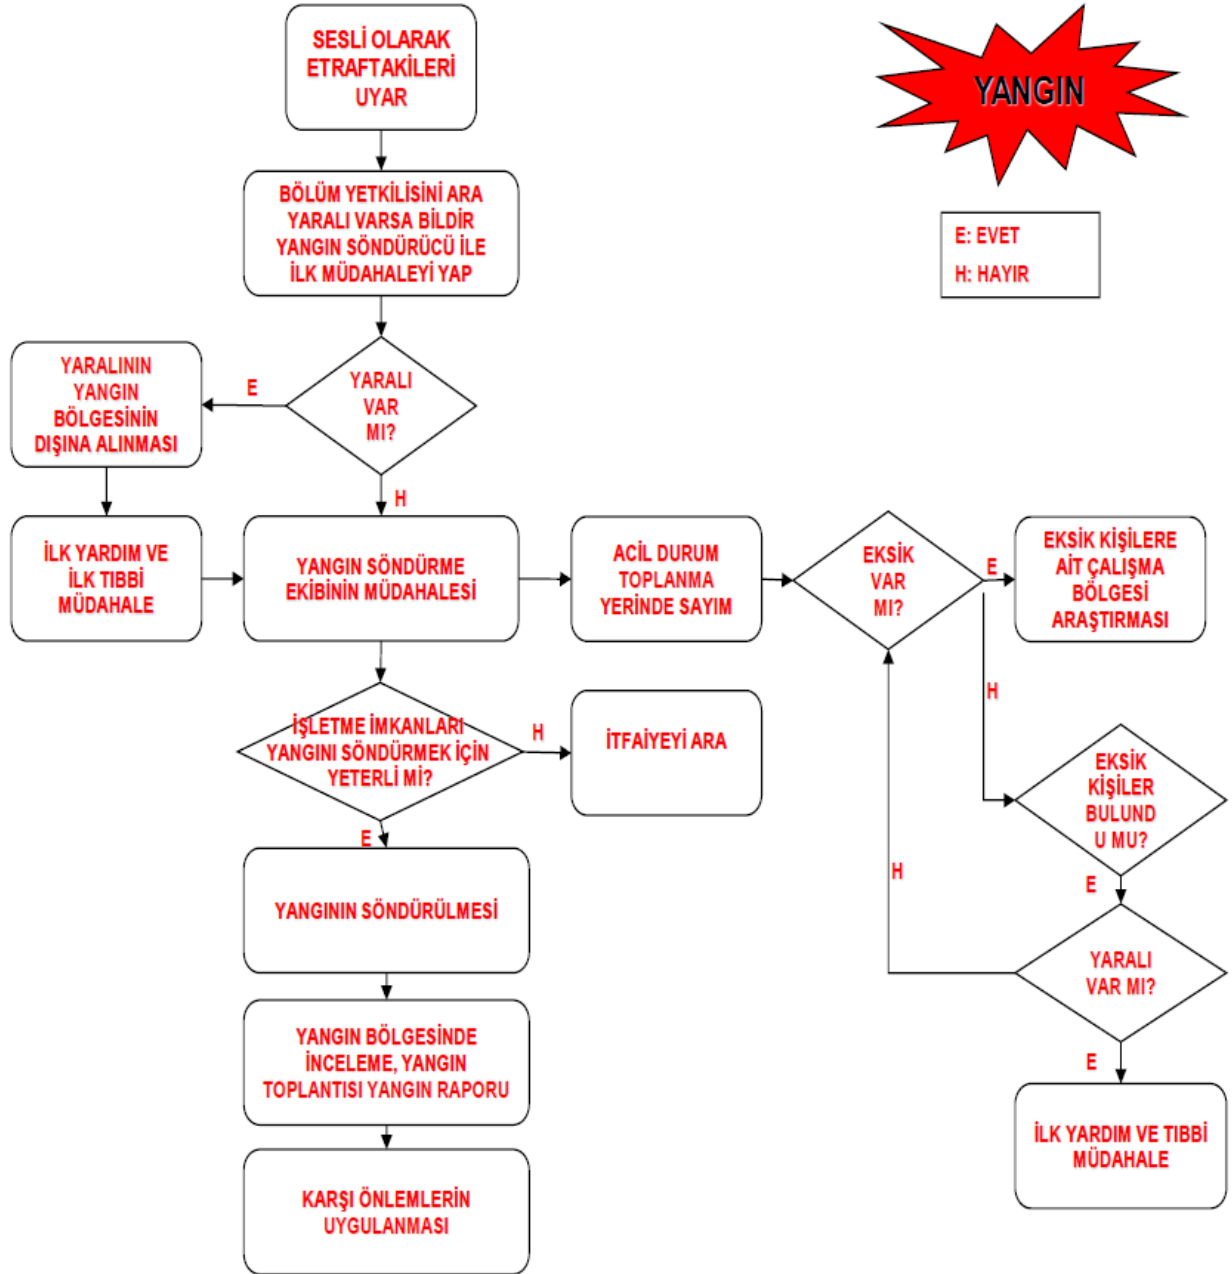 SESLİ OLARAK
ETRAFTAKİLERİ
UYAR
YANGIN
E: EVET
H: HAYIR
BÖLÜM YETKİLİSİNİ ARA
YARALI VARSA BİLDİR
YANGIN SÖNDÜRÜCÜ İLE
İLK MÜDAHALEYİ YAP
YARALININ
YANGIN
BÖLGESİNİN
DIŞINA ALINMASI
E
YARALI
VAR
MI?
H
İLK YARDIM VE
İLK TIBBİ
MÜDAHALE
YANGIN SÖNDÜRME
EKİBİNİN MÜDAHALESİ
ACİL DURUM
TOPLANMA
YERİNDE SAYIM
EKSİK
VAR
MI?
E
EKSİK KİŞİLERE
AİT ÇALIŞMA
BÖLGESİ
ARAŞTIRMASI
H
İŞLETME İMKANLARI
YANGINI SÖNDÜRMEK İÇİN
YETERLİ Mİ?
H
İTFAİYEYİ ARA
EKSİK
KİŞİLER
BULUND
U MU?
E
YANGININ SÖNDÜRÜLMESİ
H
E
YARALI
VAR MI?
YANGIN BÖLGESİNDE
İNCELEME, YANGIN
TOPLANTISI YANGIN RAPORU
E
İLK YARDIM VE TIBBİ
MÜDAHALE
KARŞI ÖNLEMLERİN
UYGULANMASI